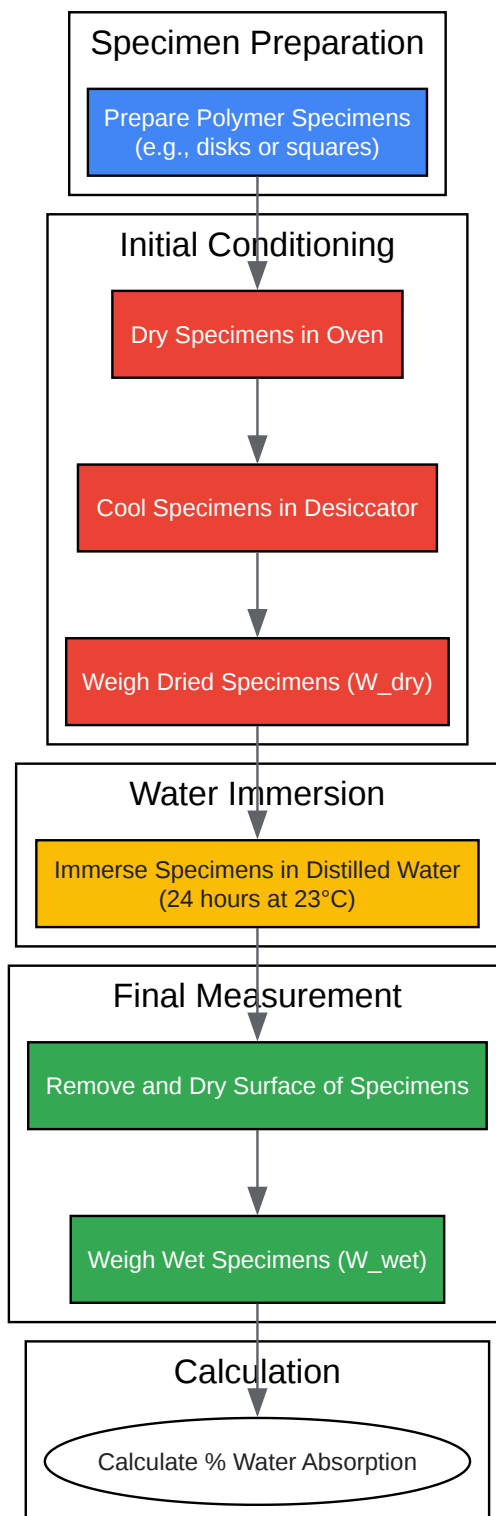 Specimen Preparation
Prepare Polymer Specimens
(e.g., disks or squares)
Initial Conditioning
Dry Specimens in Oven
Cool Specimens in Desiccator
Weigh Dried Specimens (W_dry)
Water Immersion
Immerse Specimens in Distilled Water
(24 hours at 23°C)
Final Measurement
Remove and Dry Surface of Specimens
Weigh Wet Specimens (W_wet)
Calculation
Calculate % Water Absorption